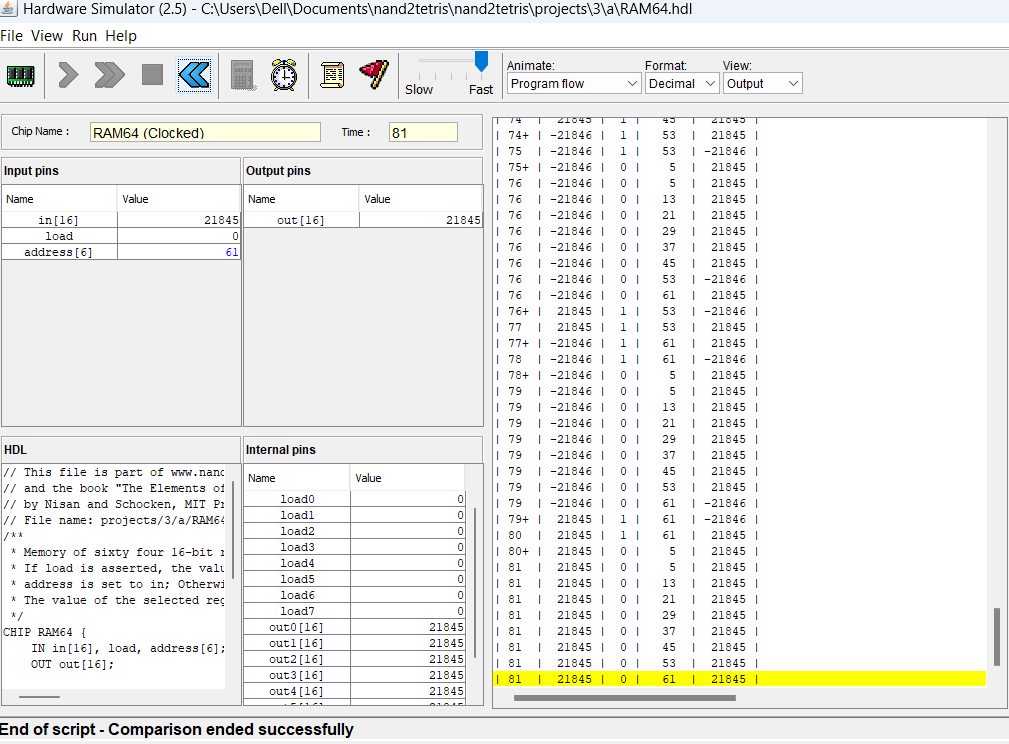 Hardware Simulator (2.5) - C:\Users\Dell\Documents\nand2tetris\nand2tetris\projects\3\a\RAM64.hdl
File View Run Help
Slow Fast
Animate: Format: View:
Program flow Decimal Output
Chip Name : RAM64 (Clocked) Time : 81
Input pins
Name Value
in[16] 21845
load 0
address[6] 61
Output pins
Name Value
out[16] 21845
HDL
// This file is part of www.nand
// and the book "The Elements of
// by Nisan and Schocken, MIT Pr
// File name: projects/3/a/RAM64
/**
* Memory of sixty four 16-bit r
* If load is asserted, the valu
* address is set to in; Otherwi
* The value of the selected reg
*/
CHIP RAM64 {
IN in[16], load, address[6];
OUT out[16];
Internal pins
Name Value
load0 0
load1 0
load2 0
load3 0
load4 0
load5 0
load6 0
load7 0
out0[16] 21845
out1[16] 21845
out2[16] 21845
out3[16] 21845
out4[16] 21845
| 74 | 21845 | 1 | 45 | 21845 |
| 74+ | -21846 | 1 | 53 | 21845 |
| 75 | -21846 | 1 | 53 | -21846 |
| 75+ | -21846 | 0 | 5 | 21845 |
| 76 | -21846 | 0 | 5 | 21845 |
| 76 | -21846 | 0 | 13 | 21845 |
| 76 | -21846 | 0 | 21 | 21845 |
| 76 | -21846 | 0 | 29 | 21845 |
| 76 | -21846 | 0 | 37 | 21845 |
| 76 | -21846 | 0 | 45 | 21845 |
| 76 | -21846 | 0 | 53 | -21846 |
| 76 | -21846 | 0 | 61 | 21845 |
| 76+ | 21845 | 1 | 53 | -21846 |
| 77 | 21845 | 1 | 53 | 21845 |
| 77+ | -21846 | 1 | 61 | 21845 |
| 78 | -21846 | 1 | 61 | -21846 |
| 78+ | -21846 | 0 | 5 | 21845 |
| 79 | -21846 | 0 | 5 | 21845 |
| 79 | -21846 | 0 | 13 | 21845 |
| 79 | -21846 | 0 | 21 | 21845 |
| 79 | -21846 | 0 | 29 | 21845 |
| 79 | -21846 | 0 | 37 | 21845 |
| 79 | -21846 | 0 | 45 | 21845 |
| 79 | -21846 | 0 | 53 | 21845 |
| 79 | -21846 | 0 | 61 | -21846 |
| 79+ | 21845 | 1 | 61 | -21846 |
| 80 | 21845 | 1 | 61 | 21845 |
| 80+ | 21845 | 0 | 5 | 21845 |
| 81 | 21845 | 0 | 5 | 21845 |
| 81 | 21845 | 0 | 13 | 21845 |
| 81 | 21845 | 0 | 21 | 21845 |
| 81 | 21845 | 0 | 29 | 21845 |
| 81 | 21845 | 0 | 37 | 21845 |
| 81 | 21845 | 0 | 45 | 21845 |
| 81 | 21845 | 0 | 53 | 21845 |
| 81 | 21845 | 0 | 61 | 21845 |
End of script - Comparison ended successfully